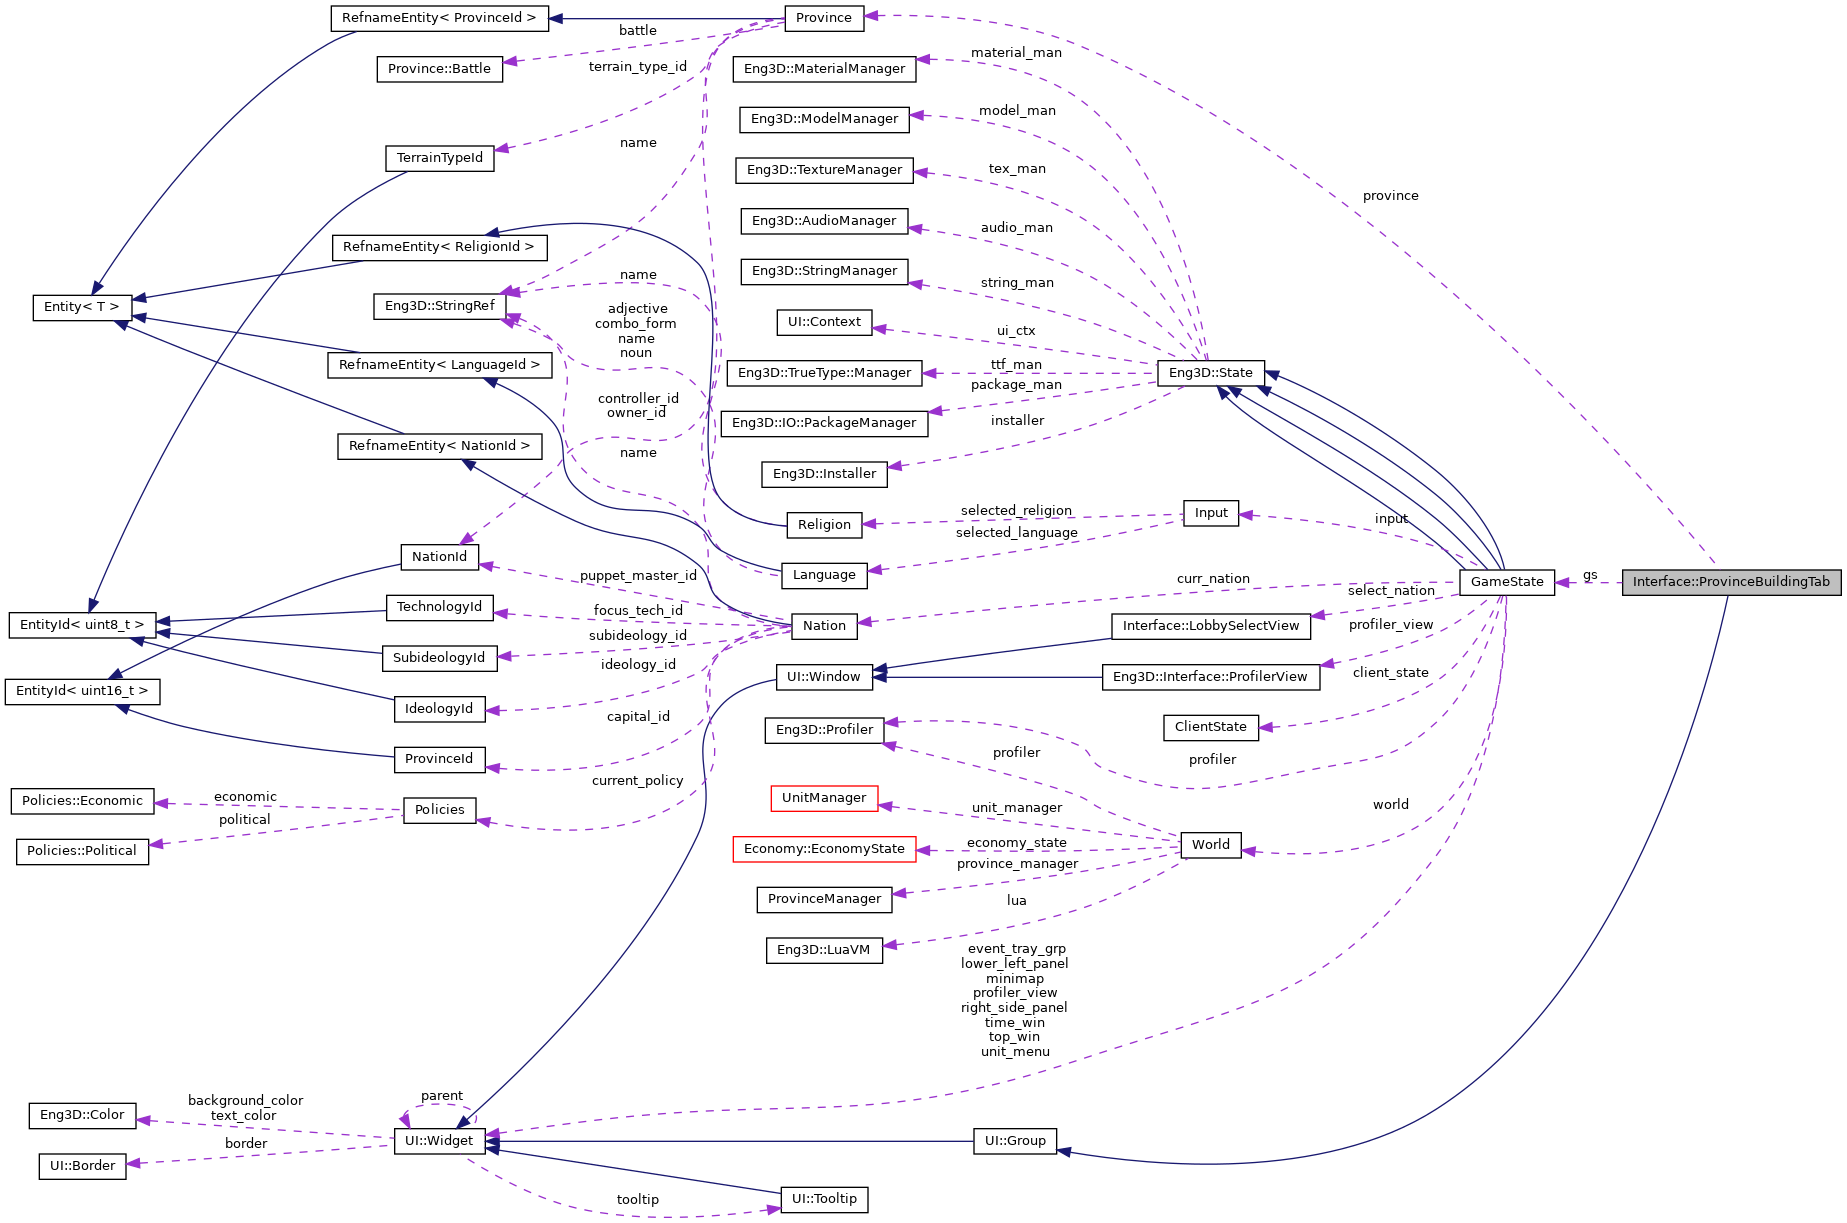 RefnameEntity< ProvinceId >
Province
battle
material_man
terrain_type_id
Province::Battle
Eng3D::MaterialManager
model_man
Eng3D::ModelManager
name
TerrainTypeId
tex_man
Eng3D::TextureManager
province
Eng3D::AudioManager
audio_man
RefnameEntity< ReligionId >
name
Eng3D::StringManager
string_man
Entity< T >
Eng3D::StringRef
adjective
combo_form
name
noun
UI::Context
ui_ctx
RefnameEntity< LanguageId >
ttf_man
Eng3D::TrueType::Manager
Eng3D::State
package_man
controller_id
owner_id
Eng3D::IO::PackageManager
installer
RefnameEntity< NationId >
name
Eng3D::Installer
selected_religion
Input
input
Religion
selected_language
NationId
puppet_master_id
Language
curr_nation
GameState
gs
Interface::ProvinceBuildingTab
select_nation
TechnologyId
focus_tech_id
EntityId< uint8_t >
Nation
Interface::LobbySelectView
profiler_view
subideology_id
SubideologyId
ideology_id
UI::Window
Eng3D::Interface::ProfilerView
client_state
EntityId< uint16_t >
IdeologyId
capital_id
ClientState
Eng3D::Profiler
profiler
profiler
ProvinceId
current_policy
economic
Policies::Economic
Policies
UnitManager
unit_manager
world
political
Policies::Political
Economy::EconomyState
economy_state
World
province_manager
ProvinceManager
lua
Eng3D::LuaVM
event_tray_grp
lower_left_panel
minimap
profiler_view
right_side_panel
time_win
top_win
unit_menu
parent
background_color
text_color
Eng3D::Color
border
UI::Widget
UI::Group
UI::Border
tooltip
UI::Tooltip